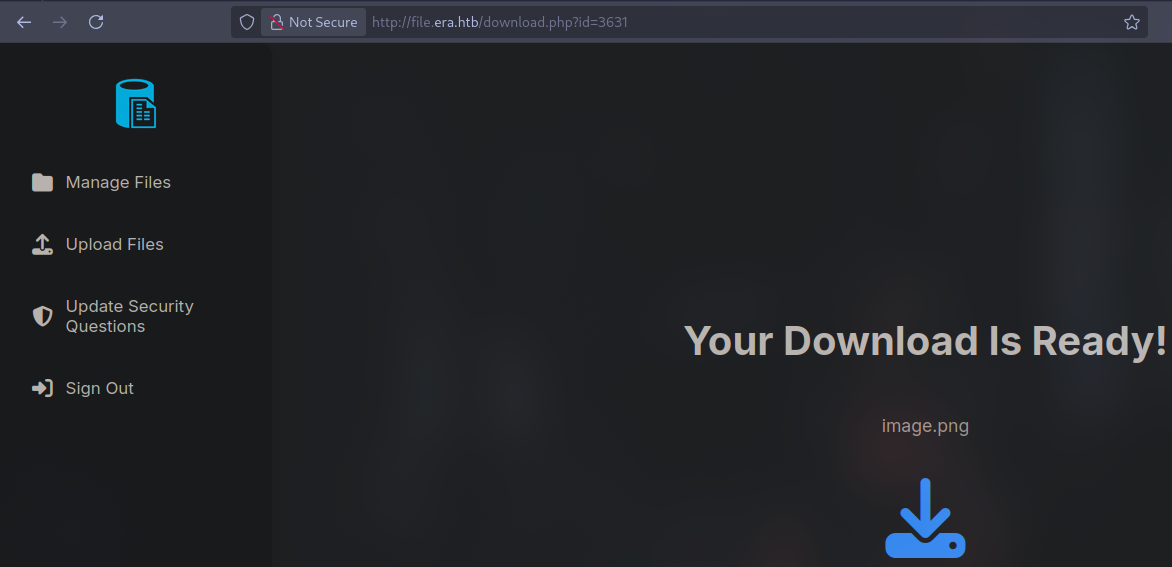 Not Secure http://file.era.htb/download.php?id=3631
Manage Files
Upload Files
Update Security
Questions
Sign Out
Your Download Is Ready!
image.png